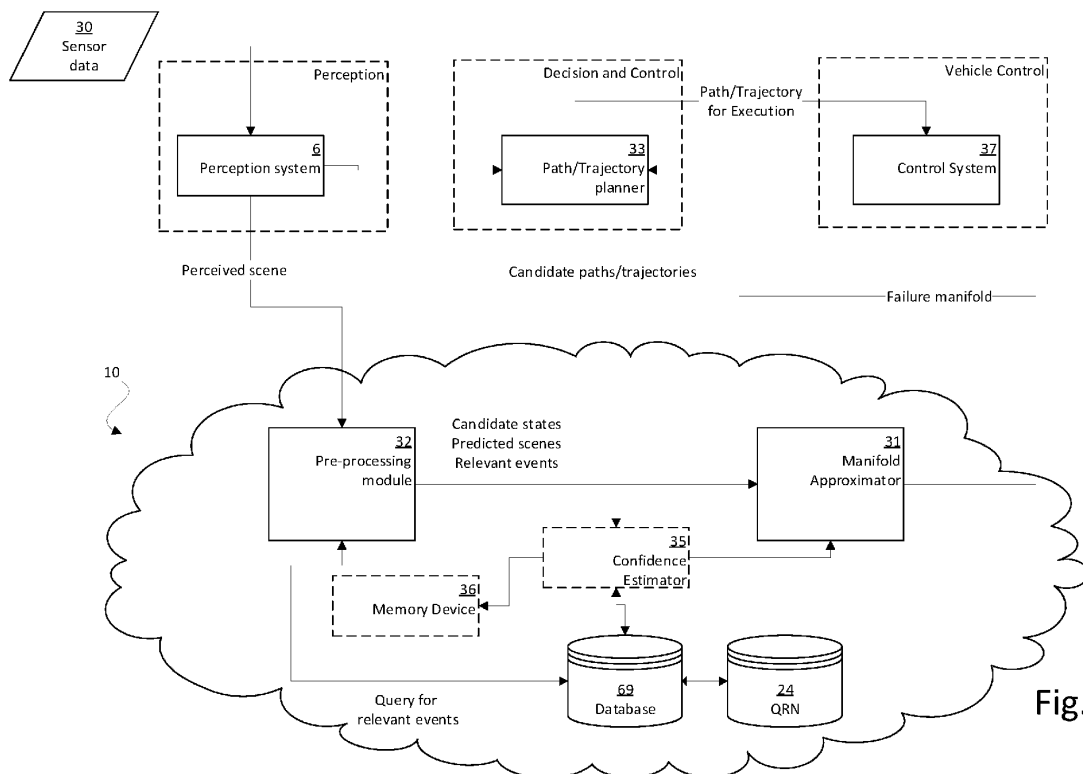 30
Sensor
data
Perception
Decision and Control
Vehicle Control
Path/Trajectory
for Execution
6
Perception system
33
Path/Trajectory
planner
37
Control System
Perceived scene
Candidate paths/trajectories
Failure manifold
10
32
Pre-processing
module
Candidate states
Predicted scenes
Relevant events
31
Manifold
Approximator
35
Confidence
Estimator
36
Memory Device
69
Database
24
QRN
Query for
relevant events
Fig.